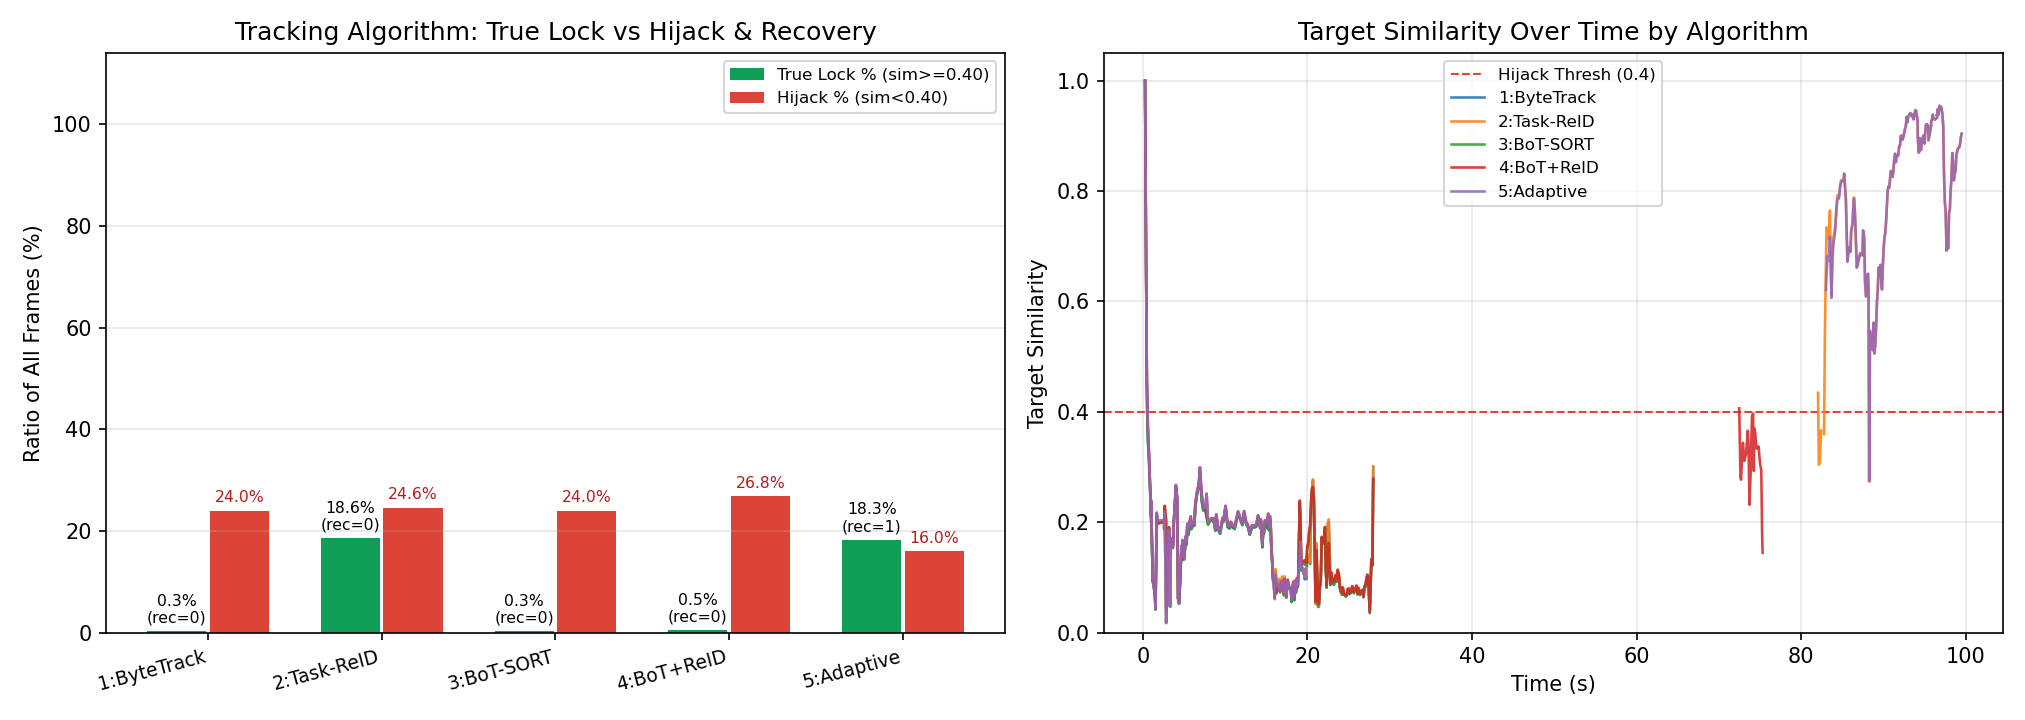 Tracking Algorithm: True Lock vs Hijack & Recovery
True Lock % (sim>=0.40)
Hijack % (sim<0.40)
Ratio of All Frames (%)
100
80
60
40
20
0
0.3%
(rec=0)
24.0%
18.6%
(rec=0)
24.6%
0.3%
(rec=0)
24.0%
0.5%
(rec=0)
26.8%
18.3%
(rec=1)
16.0%
1:ByteTrack
2:Task-ReID
3:BoT-SORT
4:BoT+ReID
5:Adaptive
Target Similarity Over Time by Algorithm
Hijack Thresh (0.4)
1:ByteTrack
2:Task-ReID
3:BoT-SORT
4:BoT+ReID
5:Adaptive
Target Similarity
1.0
0.8
0.6
0.4
0.2
0.0
0
20
40
60
80
100
Time (s)